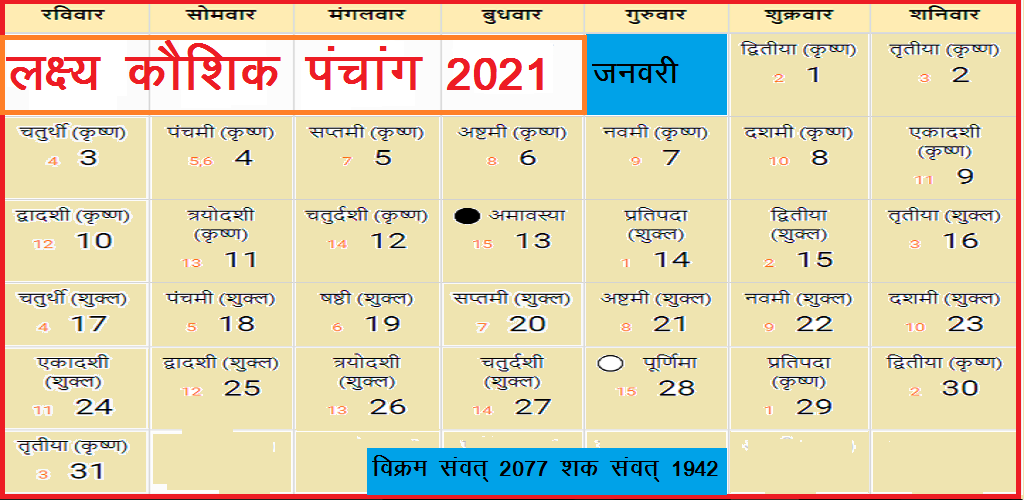 रविवार सोमवार मंगलवार बुधवार गुरुवार शुक्रवार शनिवार
लक्ष्य कौशिक पंचांग 2021 जनवरी द्वितीया (कृष्ण) तृतीया (कृष्ण)
2 1 3 2
चतुर्थी (कृष्ण) पंचमी (कृष्ण) सप्तमी (कृष्ण) अष्टमी (कृष्ण) नवमी (कृष्ण) दशमी (कृष्ण) एकादशी
(कृष्ण)
4 3 5,6 4 7 5 8 6 9 7 10 8 11 9
द्वादशी (कृष्ण) त्रयोदशी चतुर्दशी (कृष्ण) अमावस्या प्रतिपदा द्वितीया तृतीया (शुक्ल)
(कृष्ण) (शुक्ल) (शुक्ल)
12 10 13 11 14 12 15 13 1 14 2 15 3 16
चतुर्थी (शुक्ल) पंचमी (शुक्ल) षष्ठी (शुक्ल) सप्तमी (शुक्ल) अष्टमी (शुक्ल) नवमी (शुक्ल) दशमी (शुक्ल)
4 17 5 18 6 19 7 20 8 21 9 22 10 23
एकादशी द्वादशी (शुक्ल) त्रयोदशी चतुर्दशी पूर्णिमा प्रतिपदा द्वितीया (कृष्ण)
(शुक्ल) (शुक्ल) (शुक्ल) (कृष्ण)
11 24 12 25 13 26 14 27 15 28 1 29 2 30
तृतीया (कृष्ण)
3 31
विक्रम संवत् 2077 शक संवत् 1942